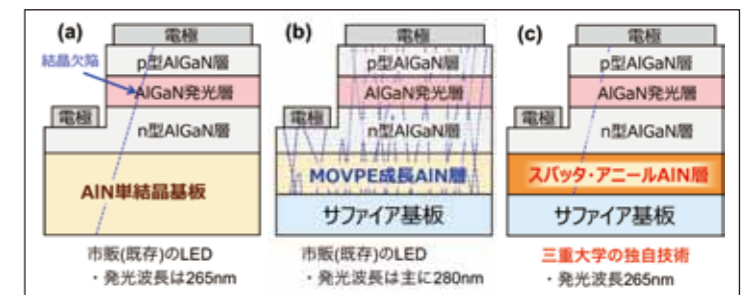 (a)
電極
結晶欠陥
p型AlGaN層
AlGaN発光層
電極
n型AlGaN層
AlN単結晶基板
市販(既存)のLED
・発光波長は265nm
(b)
電極
p型AlGaN層
AlGaN発光層
電極
n型AlGaN層
MOVPE成長AlN層
サファイア基板
市販(既存)のLED
・発光波長は主に280nm
(c)
電極
p型AlGaN層
AlGaN発光層
電極
n型AlGaN層
スパッタ・アニールAlN層
サファイア基板
三重大学の独自技術
・発光波長265nm